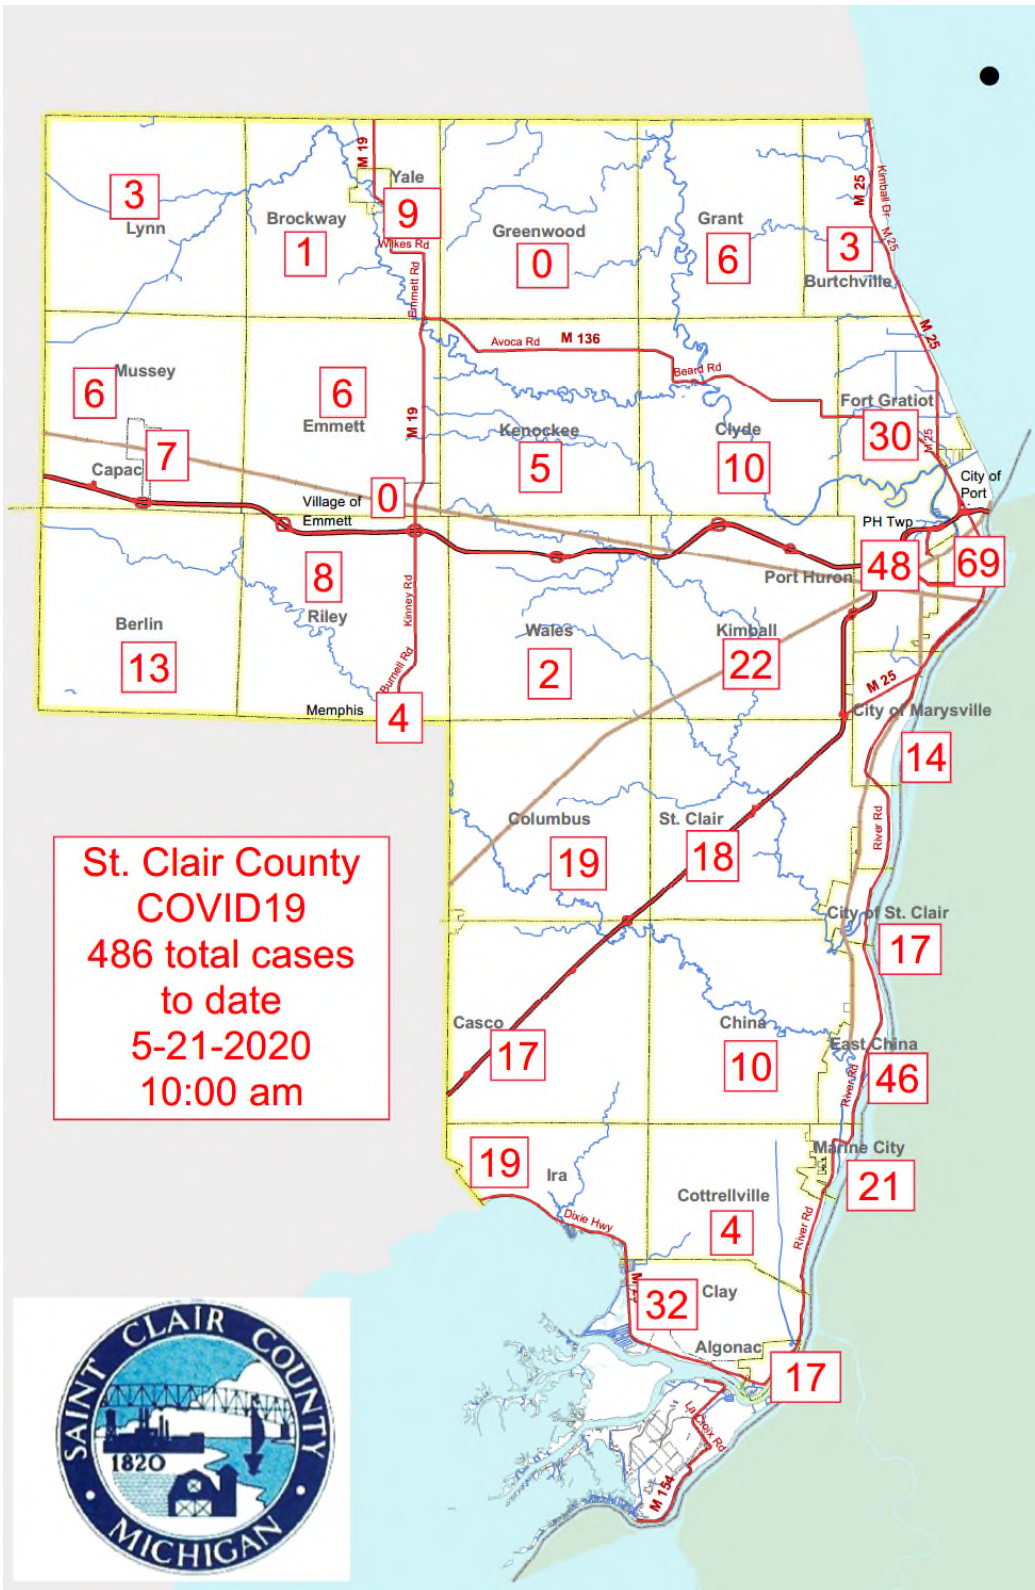 M 19
Yale
9
3
Lynn
Brockway
1
Wilkes Rd
Emmett Rd
Greenwood
0
Grant
6
M 25
Kimball Dr
M 25
3
Burtchville
M 25
Avoca Rd
M 136
Beard Rd
Mussey
6
6
Emmett
M 19
Kenockee
5
Clyde
10
Fort Gratiot
30
M 25
7
Capac
0
Village of
Emmett
City of
Port
PH Twp
48
69
Port Huron
8
Riley
Kinney Rd
Berlin
13
Burnell Rd
Memphis
4
Wales
2
Kimball
22
M 25
City of Marysville
14
River Rd
Columbus
19
St. Clair
18
City of St. Clair
17
St. Clair County
COVID19
486 total cases
to date
5-21-2020
10:00 am
Casco
17
China
10
East China
46
River Rd
19
Ira
Dixie Hwy
Cottrellville
4
Marine City
21
River Rd
32
Clay
Algonac
17
La Croix Rd
M 154
SAINT CLAIR COUNTY
1820
MICHIGAN